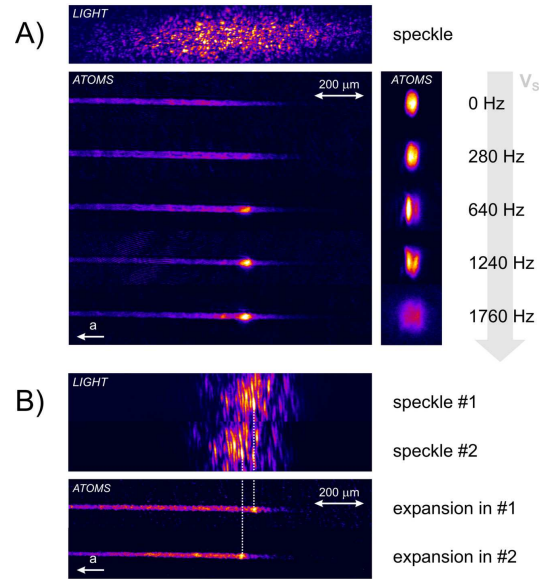 A)
LIGHT
speckle
ATOMS
200 μm
a
ATOMS
Vs
0 Hz
280 Hz
640 Hz
1240 Hz
1760 Hz
B)
LIGHT
speckle #1
speckle #2
ATOMS
200 μm
expansion in #1
a
expansion in #2